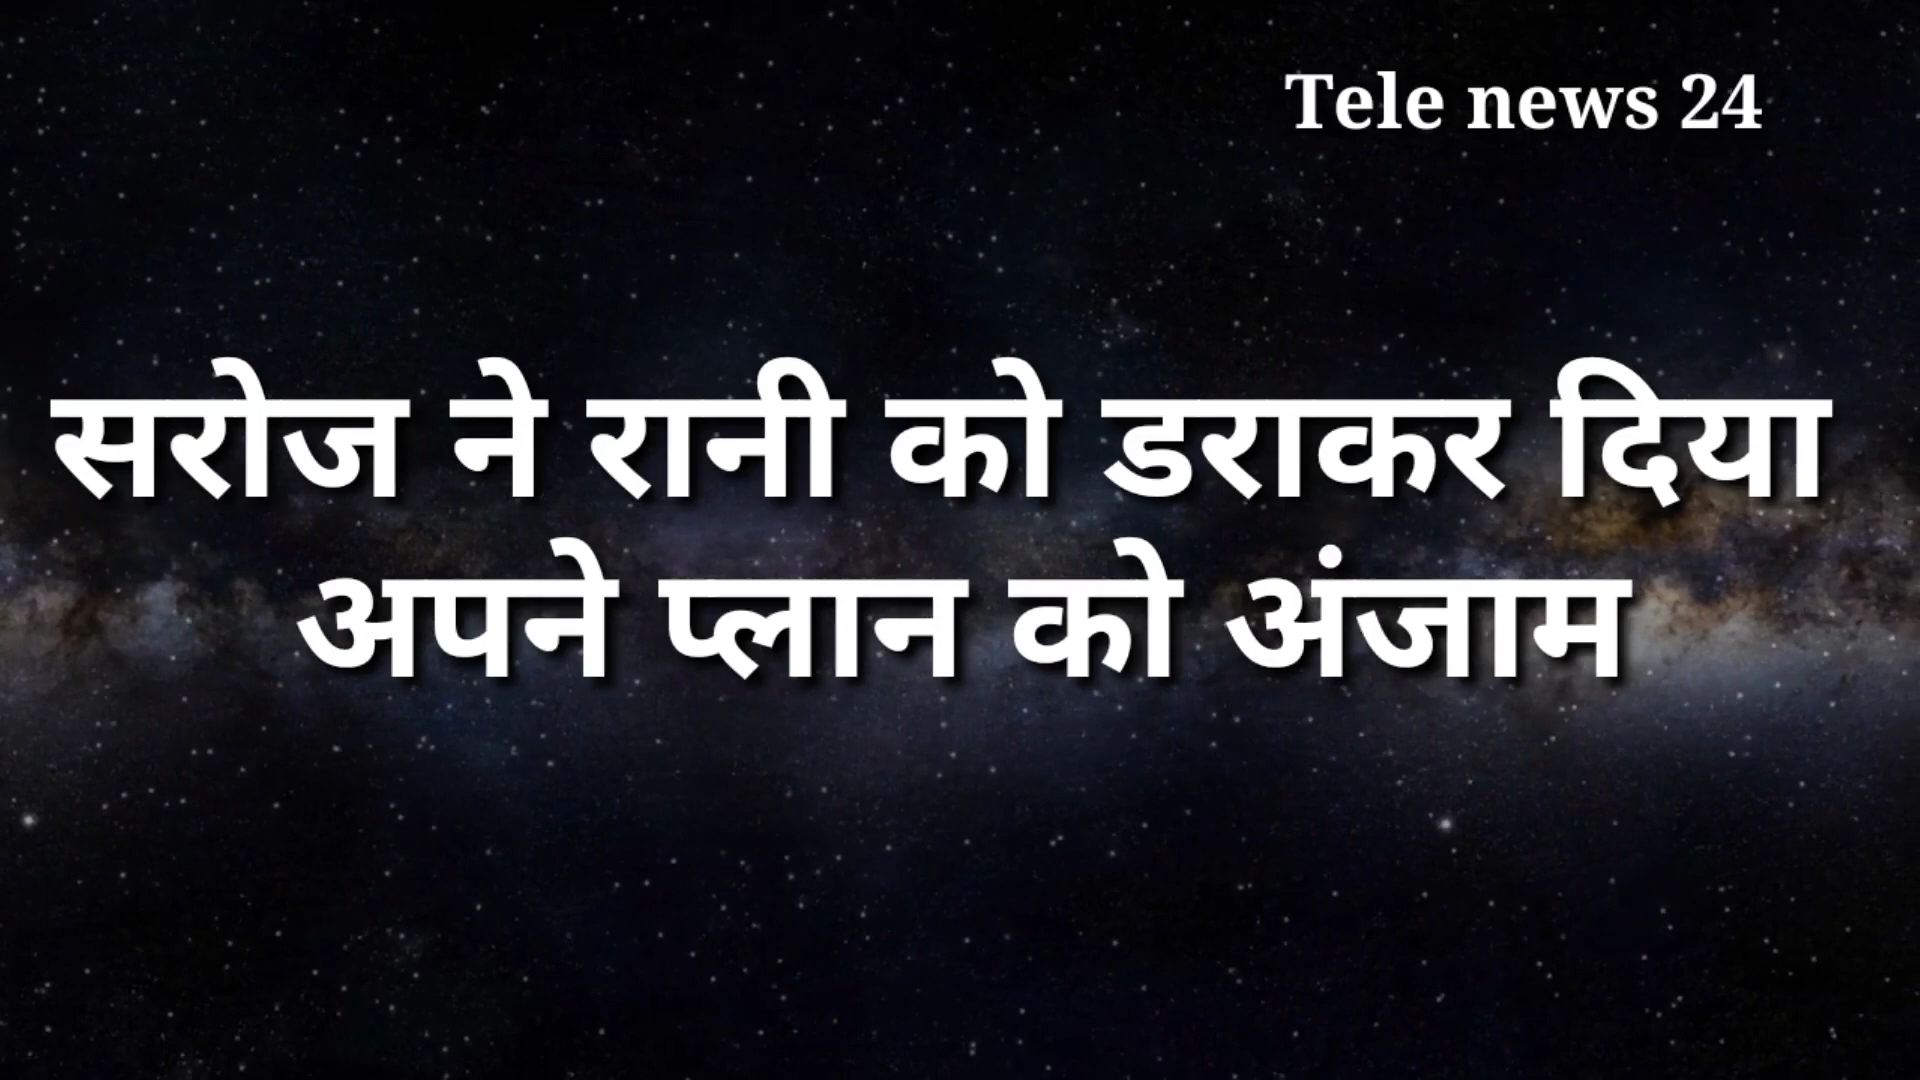 Tele news 24
सरोज ने रानी को डराकर दिया
अपने प्लान को अंजाम